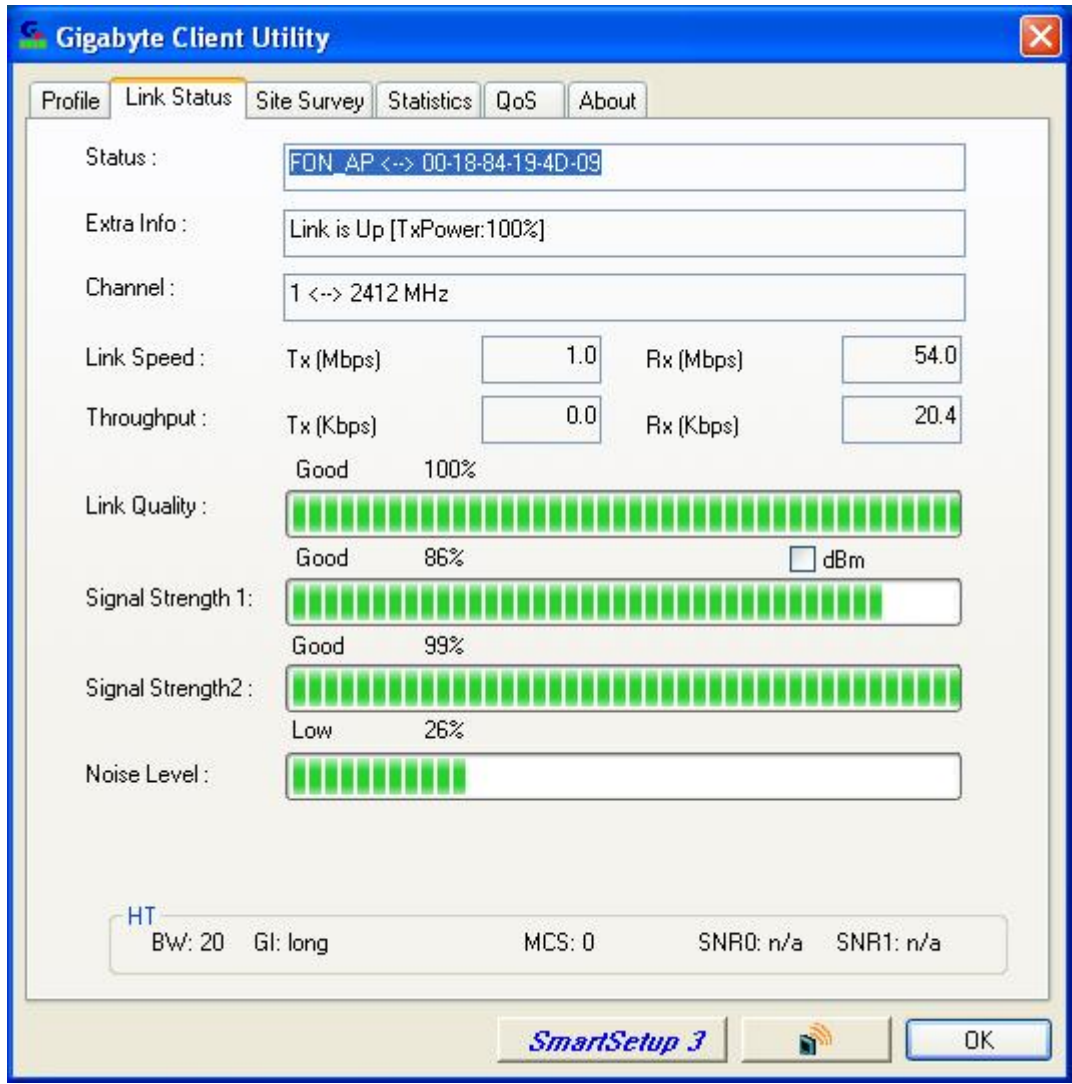 Gigabyte Client Utility
Profile Link Status Site Survey Statistics QoS About
Status : FON_AP <--> 00-18-84-19-4D-09
Extra Info : Link is Up [TxPower:100%]
Channel : 1 <--> 2412 MHz
Link Speed : Tx (Mbps) 1.0 Rx (Mbps) 54.0
Throughput : Tx (Kbps) 0.0 Rx (Kbps) 20.4
Good 100%
Link Quality :
Good 86% dBm
Signal Strength 1:
Good 99%
Signal Strength2 :
Low 26%
Noise Level :
HT
BW: 20 GI: long MCS: 0 SNR0: n/a SNR1: n/a
SmartSetup 3 OK